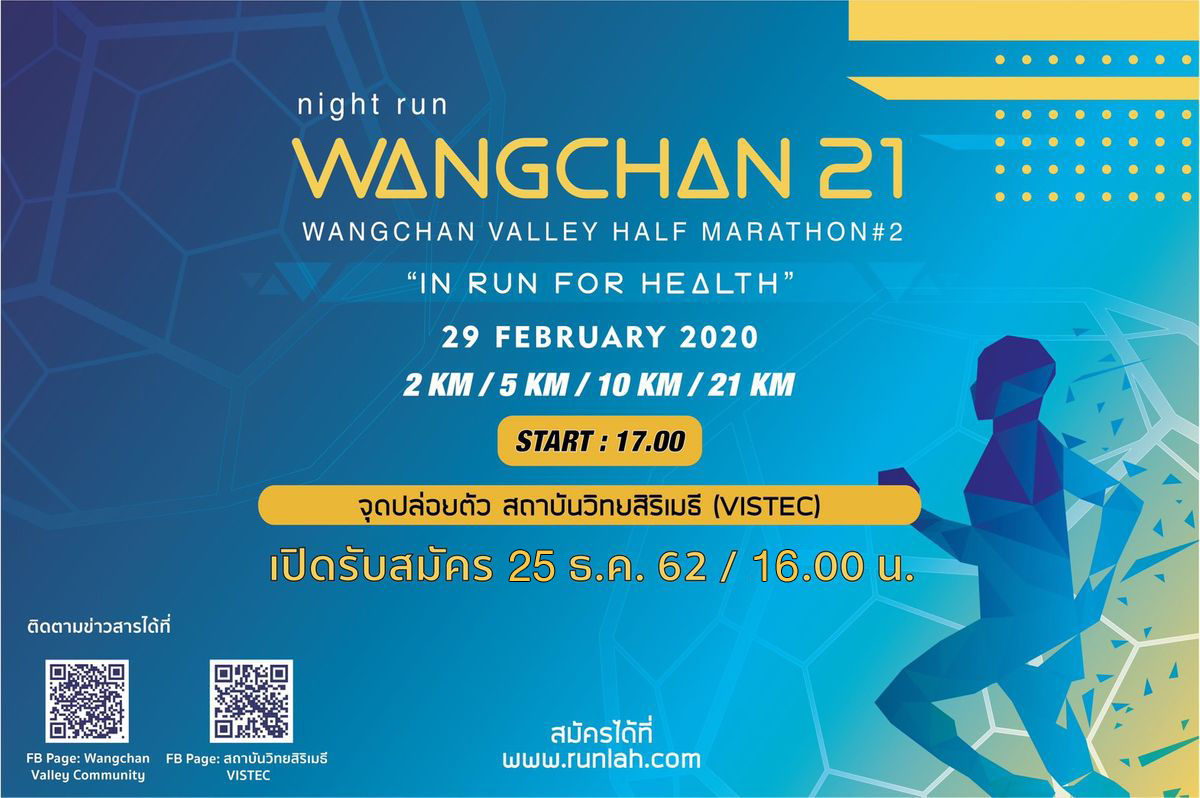 night run
WANGCHAN 21
WANGCHAN VALLEY HALF MARATHON#2
“IN RUN FOR HEALTH”
29 FEBRUARY 2020
2 KM / 5 KM / 10 KM / 21 KM
START : 17.00
จุดปล่อยตัว สถาบันวิทยสิริเมธี (VISTEC)
เปิดรับสมัคร 25 ธ.ค. 62 / 16.00 น.
ติดตามข่าวสารได้ที่
FB Page: Wangchan
Valley Community
FB Page: สถาบันวิทยสิริเมธี
VISTEC
สมัครได้ที่
www.runlah.com